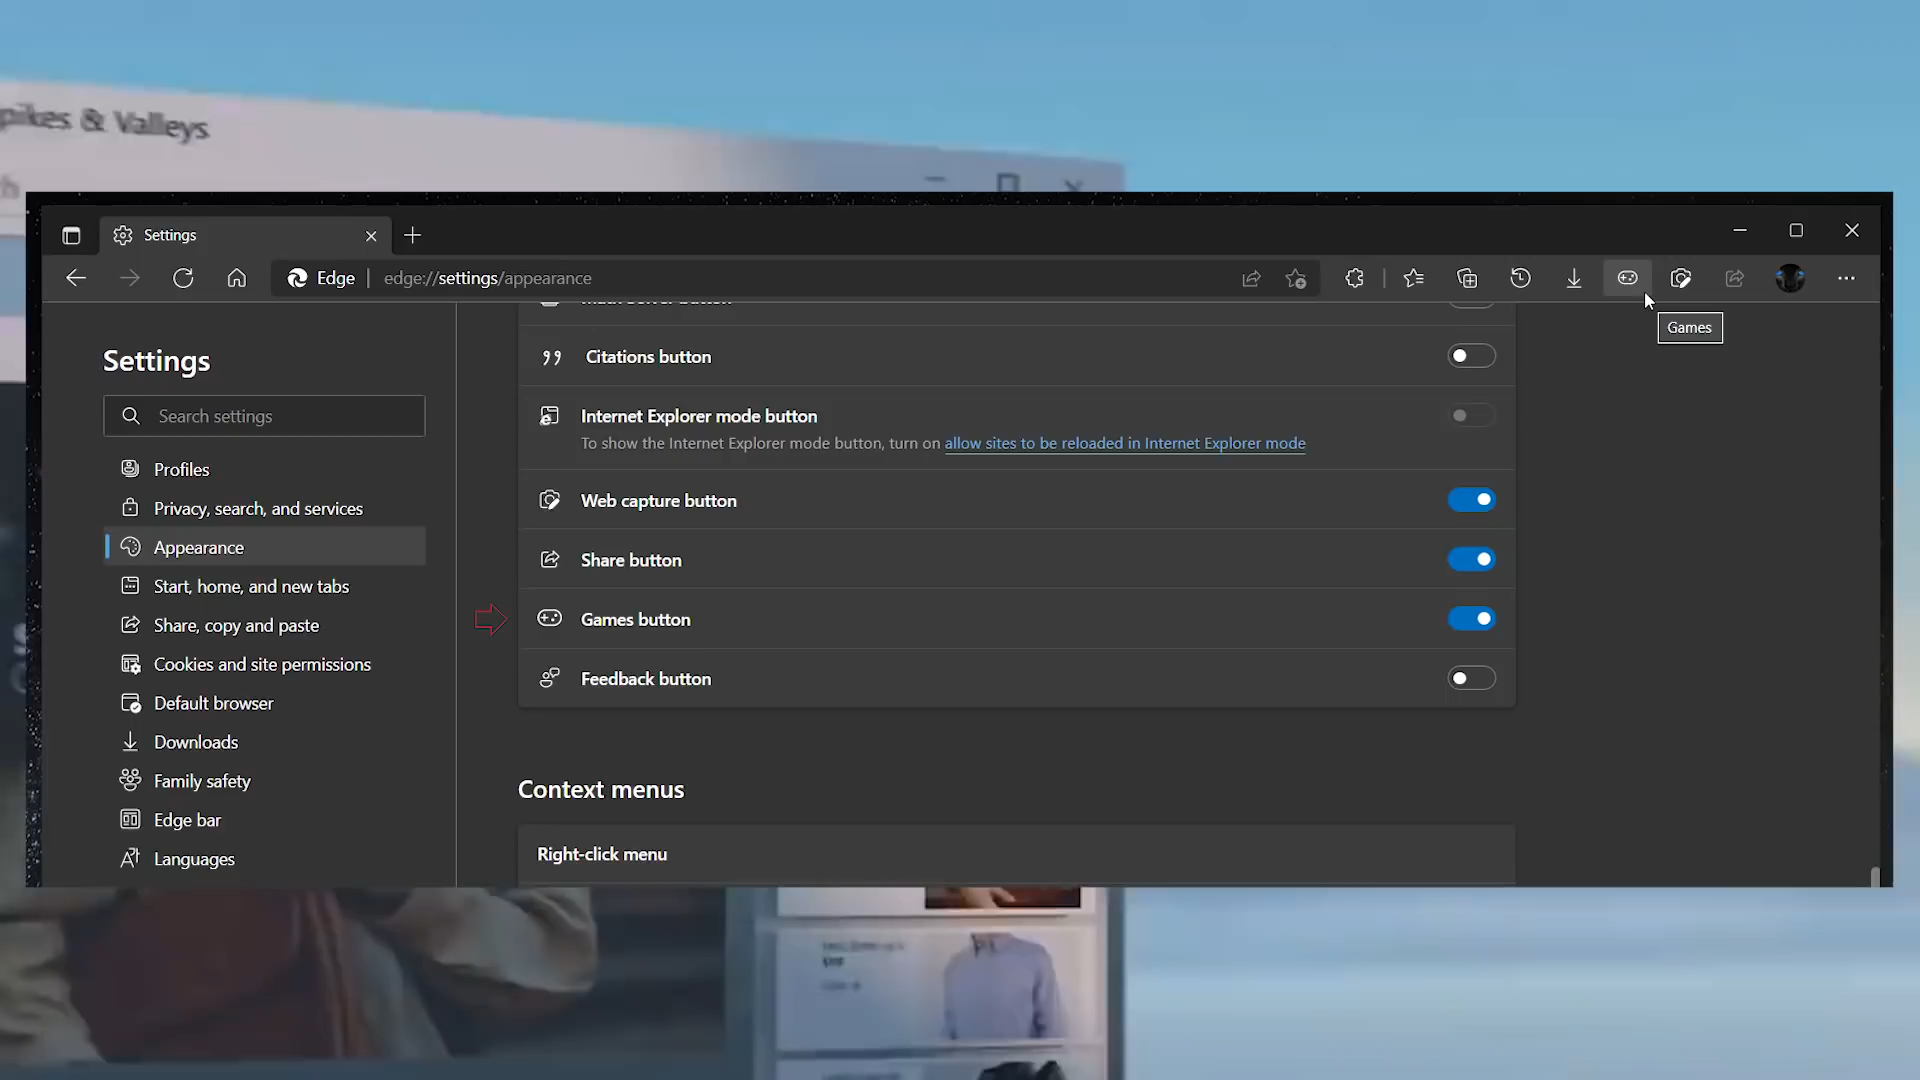 & Valleys
Settings
Edge
edge://settings/appearance
Games
Settings
Search settings
Profiles
Privacy, search, and services
Appearance
Start, home, and new tabs
Share, copy and paste
Cookies and site permissions
Default browser
Downloads
Family safety
Edge bar
Languages
Citations button
Internet Explorer mode button
To show the Internet Explorer mode button, turn on allow sites to be reloaded in Internet Explorer mode
Web capture button
Share button
Games button
Feedback button
Context menus
Right-click menu